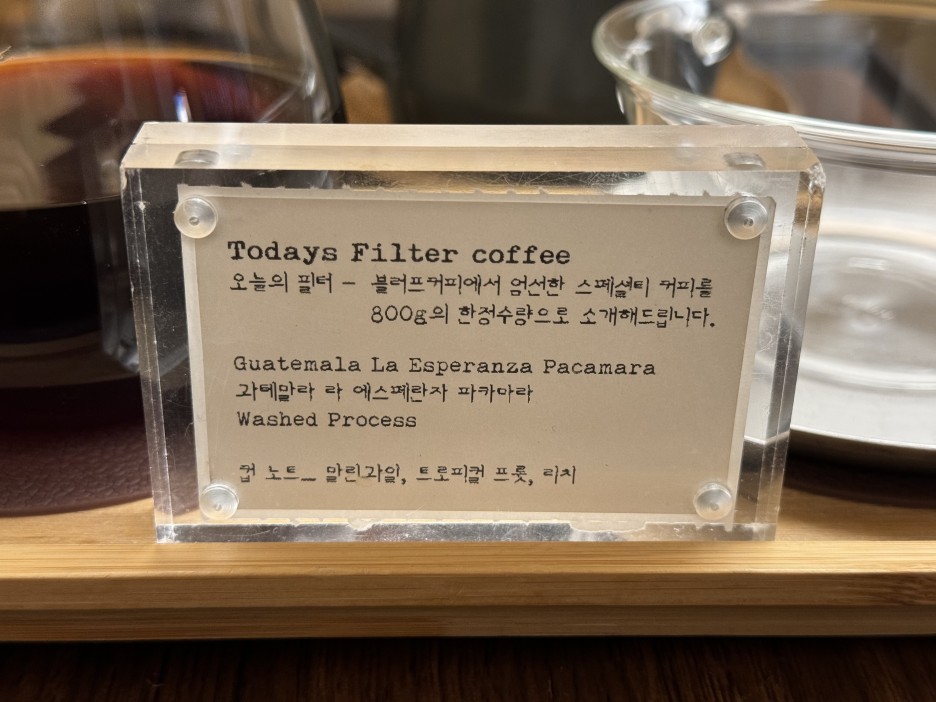 Todays Filter coffee
오늘의 필터 - 블러프커피에서 엄선한 스페셜티 커피를
800g의 한정수량으로 소개해드립니다.
Guatemala La Esperanza Pacamara
과테말라 라 에스페란자 파카마라
Washed Process
컵 노트_ 말린과일, 트로피컬 프룻, 리치